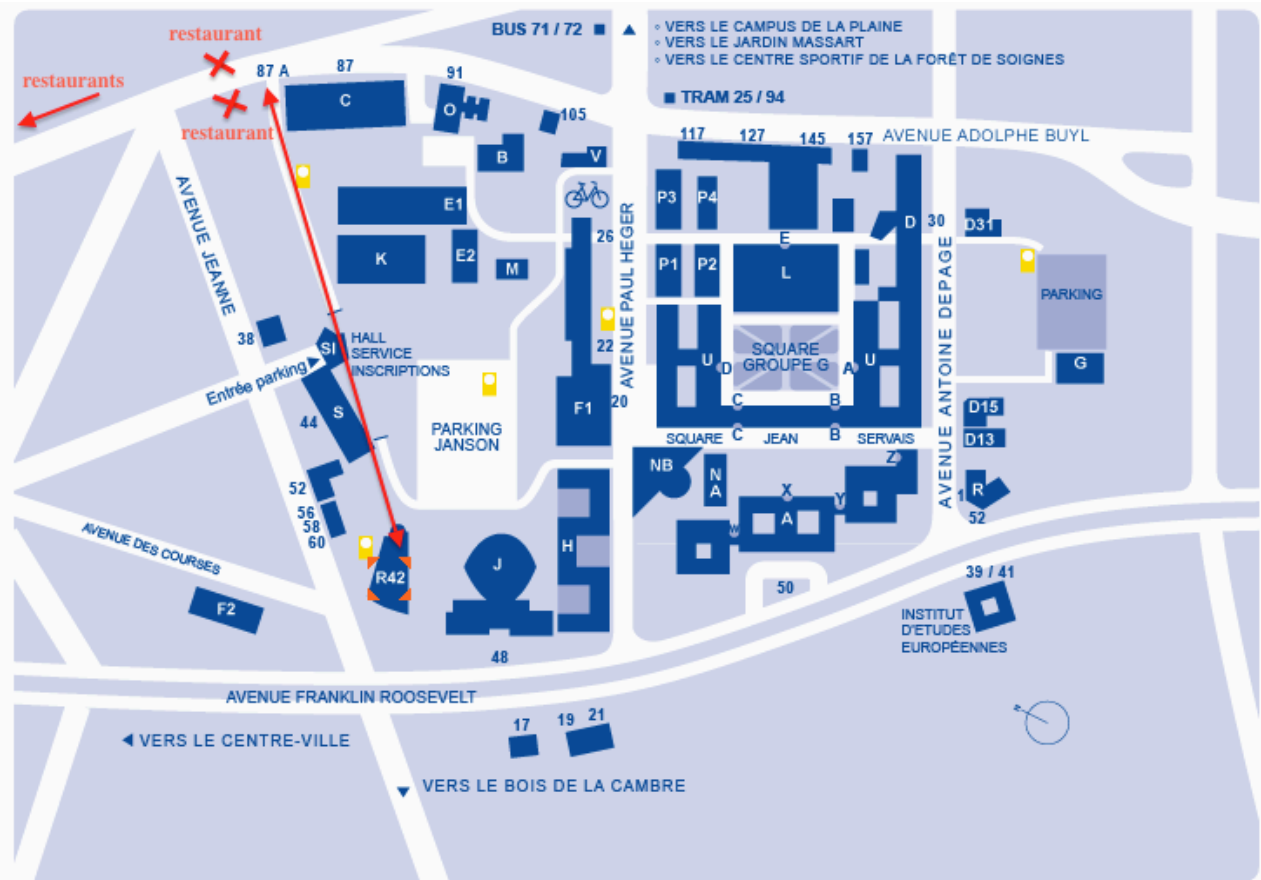 BUS 71 / 72
◦ VERS LE CAMPUS DE LA PLAINE
◦ VERS LE JARDIN MASSART
◦ VERS LE CENTRE SPORTIF DE LA FORÊT DE SOIGNES
restaurant
restaurants
restaurant
87 A
87
91
105
C
O
B
V
TRAM 25 / 94
117
127
145
157
AVENUE ADOLPHE BUYL
AVENUE JEANNE
E1
K
E2
M
26
22
20
AVENUE PAUL HEGER
P3
P4
P1
P2
E
L
D
30
D31
PARKING
G
38
SI
HALL
SERVICE
INSCRIPTIONS
Entrée parking
S
44
PARKING
JANSON
F1
U
D
SQUARE
GROUPE G
A
U
C
B
C
B
SQUARE
JEAN
SERVAIS
AVENUE ANTOINE DEPAGE
D15
D13
R
1
52
52
56
58
60
AVENUE DES COURSES
F2
R42
J
H
48
NB
N
A
X
A
Y
Z
W
50
39 / 41
INSTITUT
D'ETUDES
EUROPÉENNES
AVENUE FRANKLIN ROOSEVELT
VERS LE CENTRE-VILLE
17
19
21
VERS LE BOIS DE LA CAMBRE